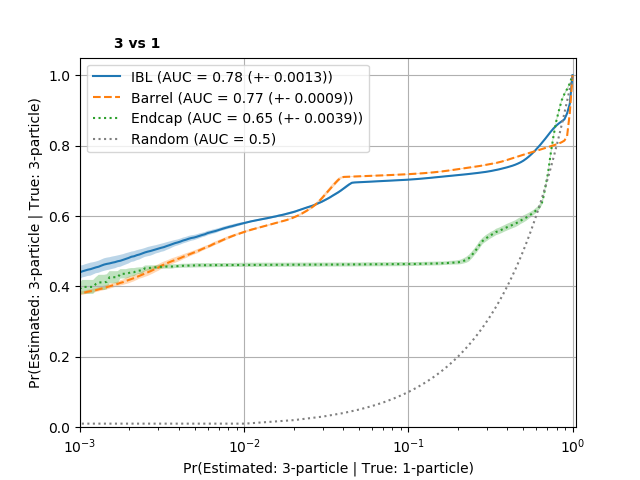 3 vs 1
IBL (AUC = 0.78 (+- 0.0013))
Barrel (AUC = 0.77 (+- 0.0009))
Endcap (AUC = 0.65 (+- 0.0039))
Random (AUC = 0.5)
Pr(Estimated: 3-particle | True: 3-particle)
1.0
0.8
0.6
0.4
0.2
0.0
10⁻³ 10⁻² 10⁻¹ 10⁰
Pr(Estimated: 3-particle | True: 1-particle)